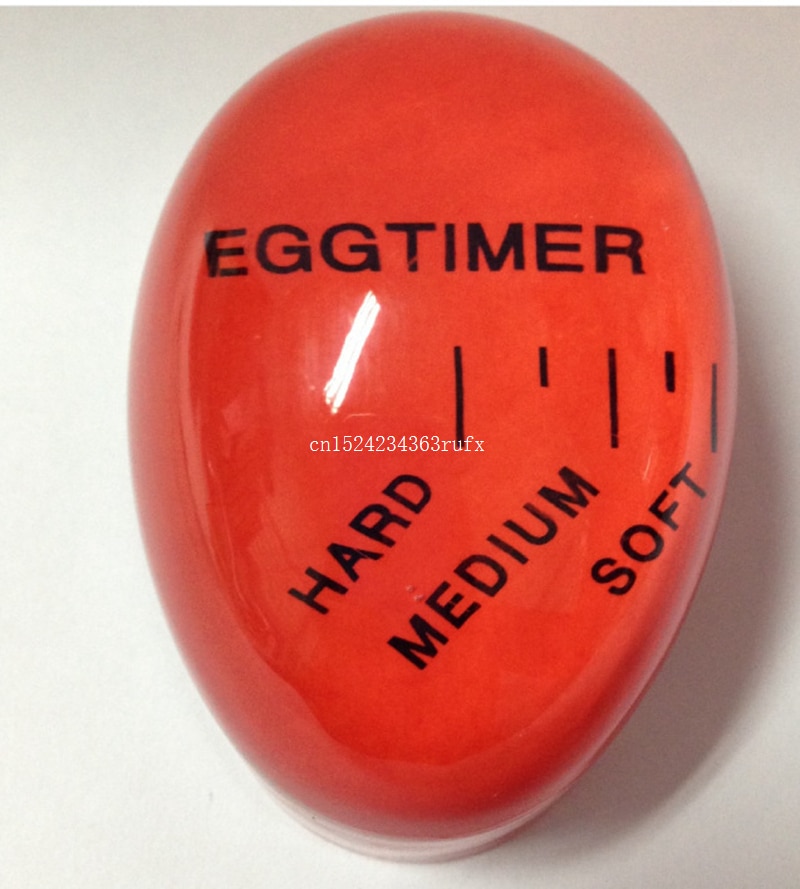 EGGTIMER
cn1524234363rufx
HARD
MEDIUM
SOFT